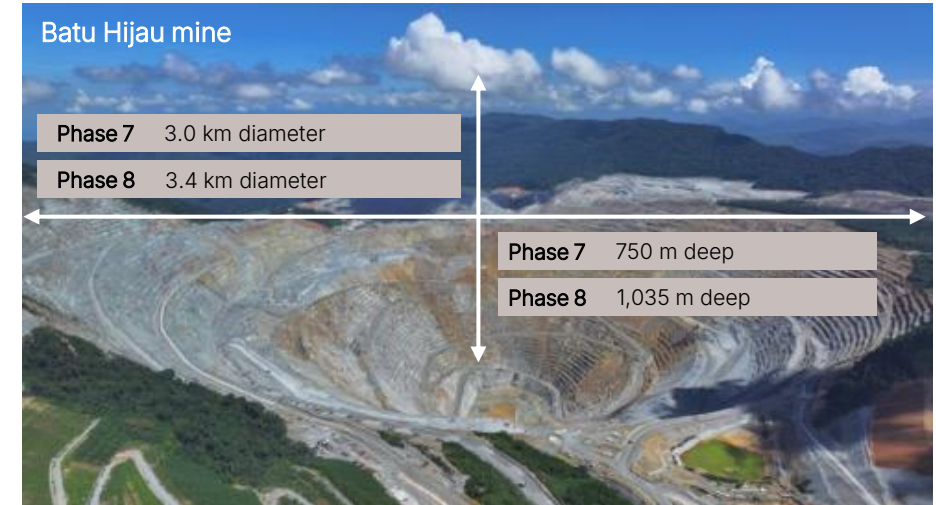 Batu Hijau mine
Phase 7 3.0 km diameter
Phase 8 3.4 km diameter
Phase 7 750 m deep
Phase 8 1,035 m deep